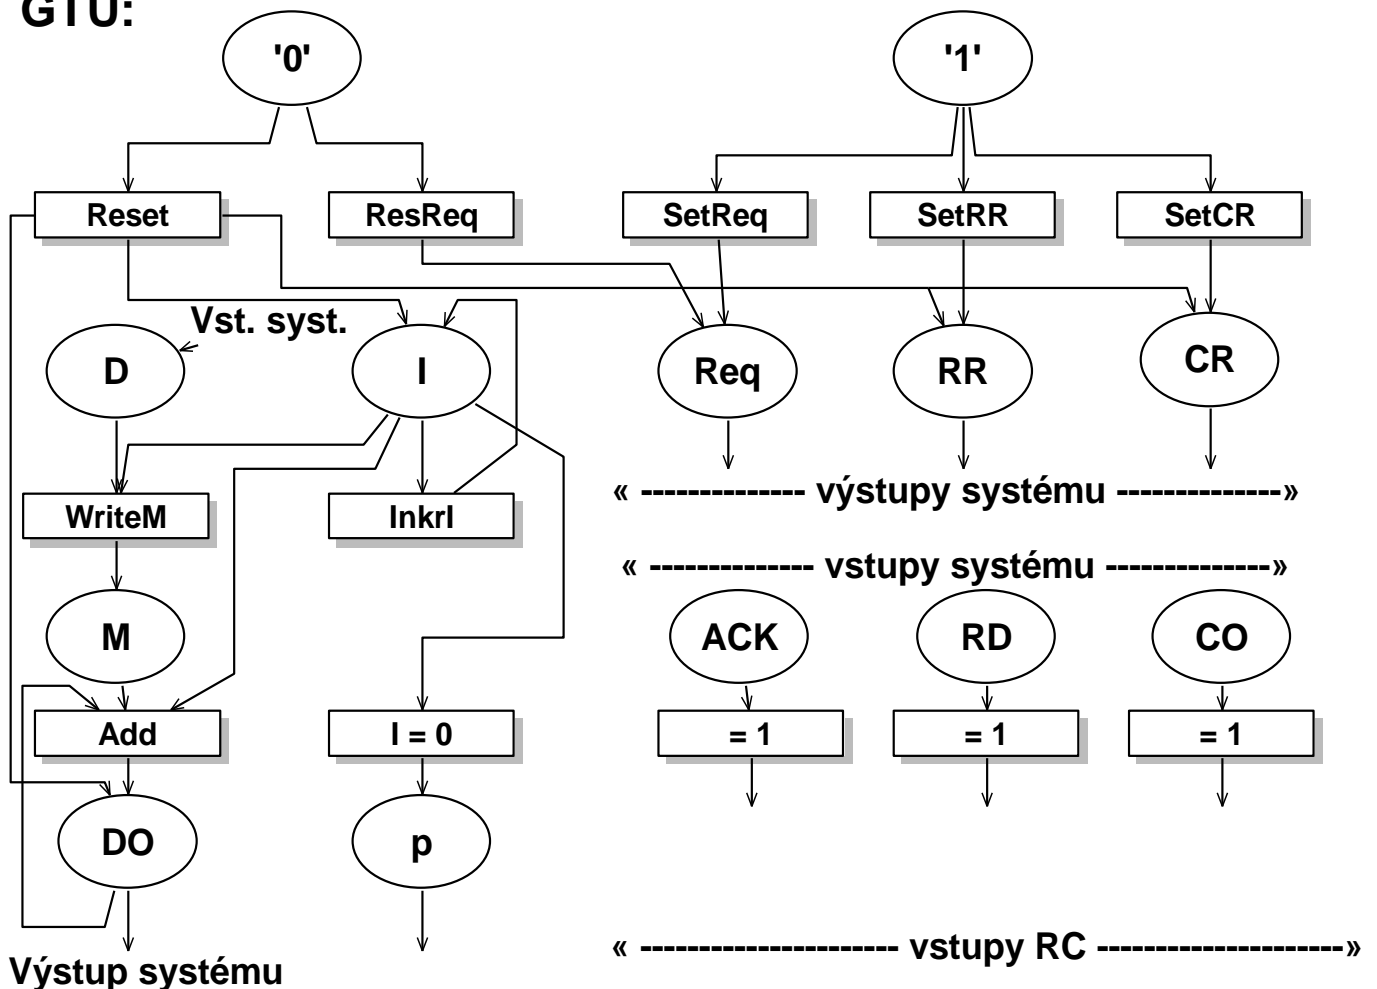 GTU:
'0' '1'
Reset ResReq SetReq SetRR SetCR
Vst. syst.
D I Req RR CR
« -------------- výstupy systému --------------»
WriteM InkrI
« -------------- vstupy systému --------------»
M ACK RD CO
Add I = 0 = 1 = 1 = 1
DO p
« ---------------------- vstupy RC ---------------------»
Výstup systému